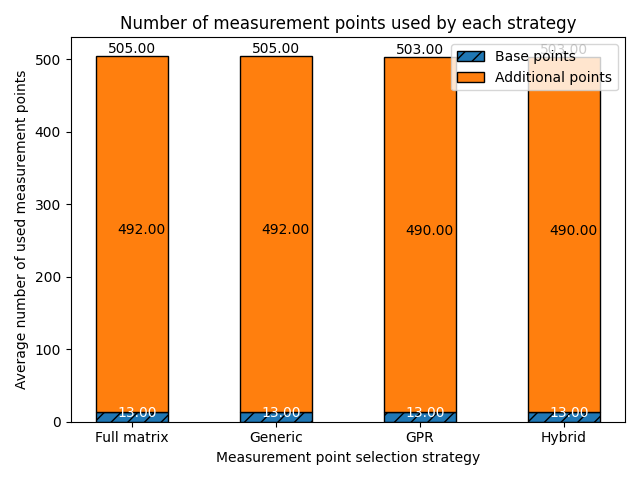 Number of measurement points used by each strategy
Average number of used measurement points
500
400
300
200
100
0
505.00
505.00
503.00
503.00
Base points
Additional points
492.00
492.00
490.00
490.00
13.00
13.00
13.00
13.00
Full matrix
Generic
GPR
Hybrid
Measurement point selection strategy